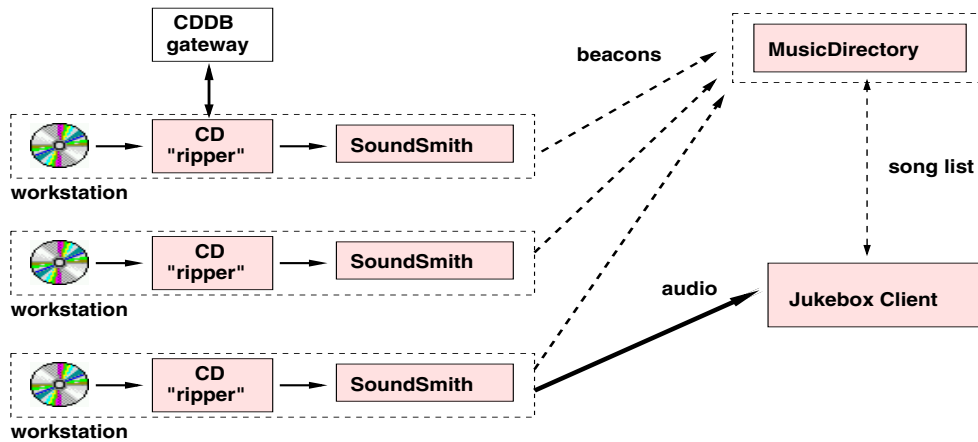 CDDB
gateway
beacons
MusicDirectory
CD
"ripper"
SoundSmith
workstation
song list
CD
"ripper"
SoundSmith
workstation
audio
Jukebox Client
CD
"ripper"
SoundSmith
workstation